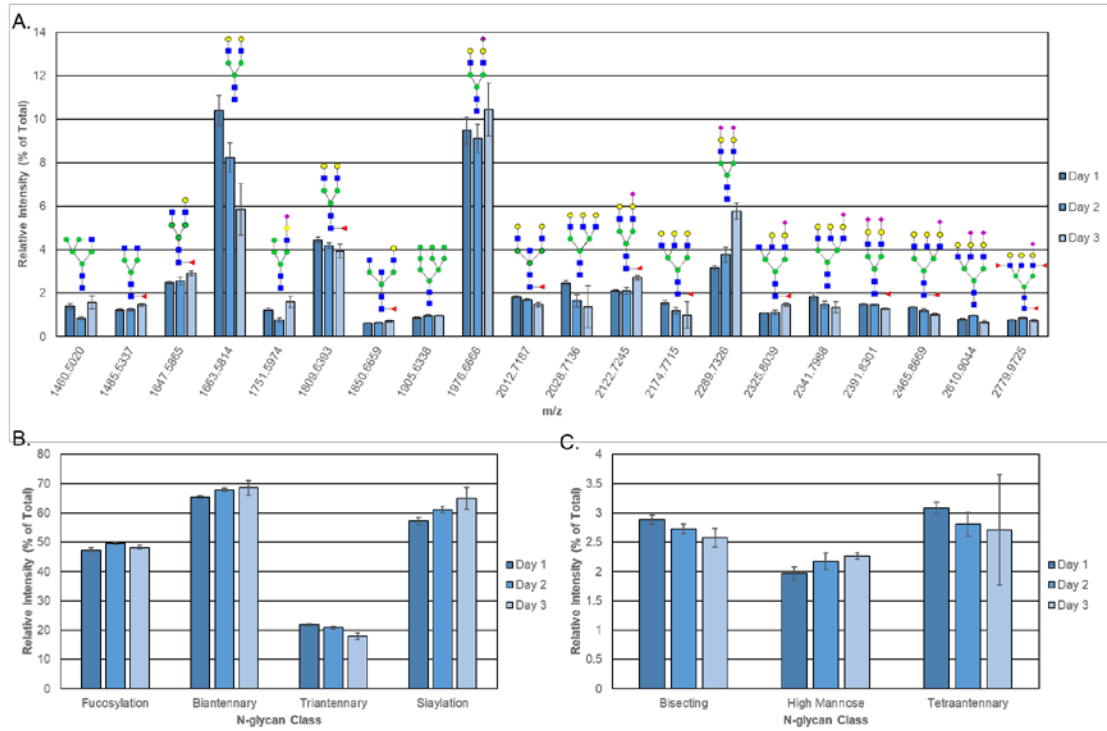 A.
Relative Intensity (% of Total)
14
12
10
8
6
4
2
0
1460.5020
1485.5337
1647.5865
1663.5814
1751.5974
1809.6393
1850.6659
1905.6338
1976.6666
2012.7187
2028.7136
2122.7245
2174.7715
2289.7326
2325.8039
2341.7988
2391.8301
2465.8669
2610.9044
2779.9725
m/z
Day 1
Day 2
Day 3
B.
Relative Intensity (% of Total)
80
70
60
50
40
30
20
10
0
Fucosylation
Biantennary
Triantennary
Siaylation
N-glycan Class
Day 1
Day 2
Day 3
C.
Relative Intensity (% of Total)
4
3.5
3
2.5
2
1.5
1
0.5
0
Bisecting
High Mannose
Tetraantennary
N-glycan Class
Day 1
Day 2
Day 3